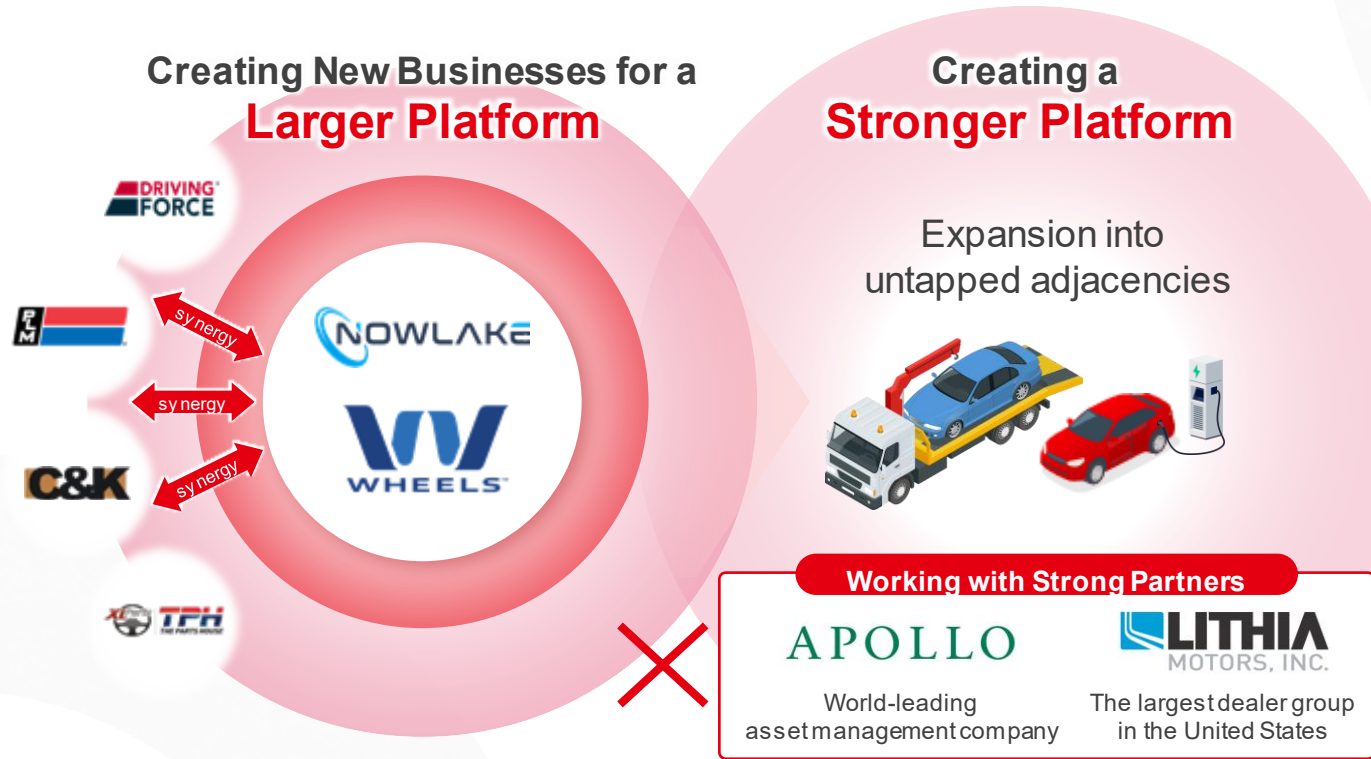 Creating New Businesses for a
Larger Platform
DRIVING
FORCE
PLM
synergy
synergy
C&K
synergy
TPH
THE PARTS HOUSE
NOWLAKE
WHEELS
Creating a
Stronger Platform
Expansion into
untapped adjacencies
Working with Strong Partners
APOLLO
World-leading
asset management company
LITHIA
MOTORS, INC.
The largest dealer group
in the United States